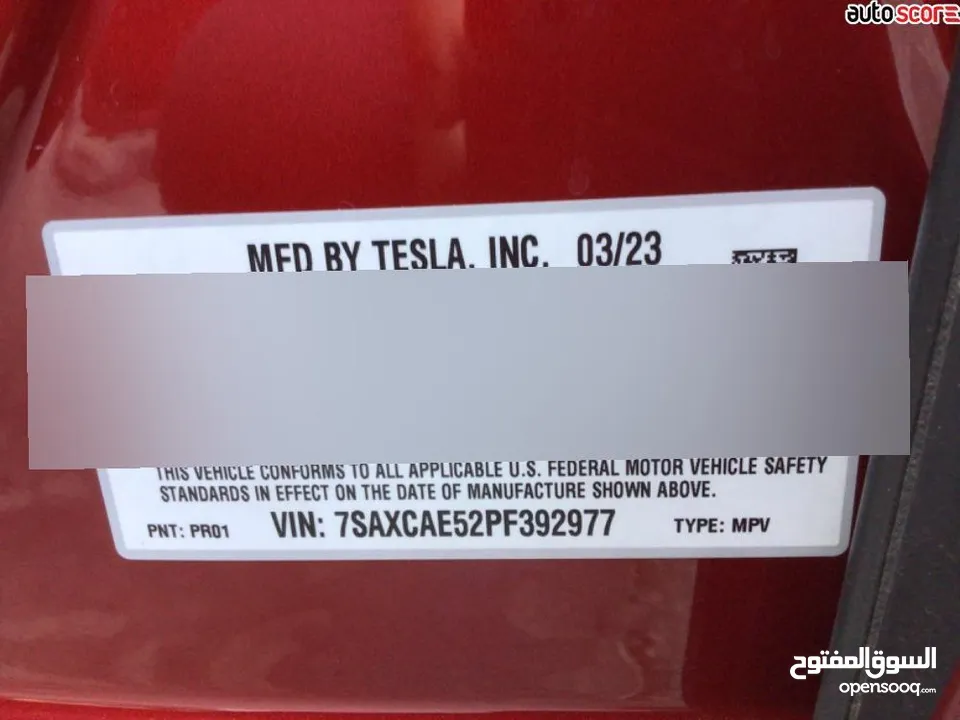 autoscore
MFD BY TESLA, INC. 03/23
THIS VEHICLE CONFORMS TO ALL APPLICABLE U.S. FEDERAL MOTOR VEHICLE SAFETY
STANDARDS IN EFFECT ON THE DATE OF MANUFACTURE SHOWN ABOVE.
PNT: PR01 VIN: 7SAXCAE52PF392977 TYPE: MPV
السوق المفتوح
opensooq.com